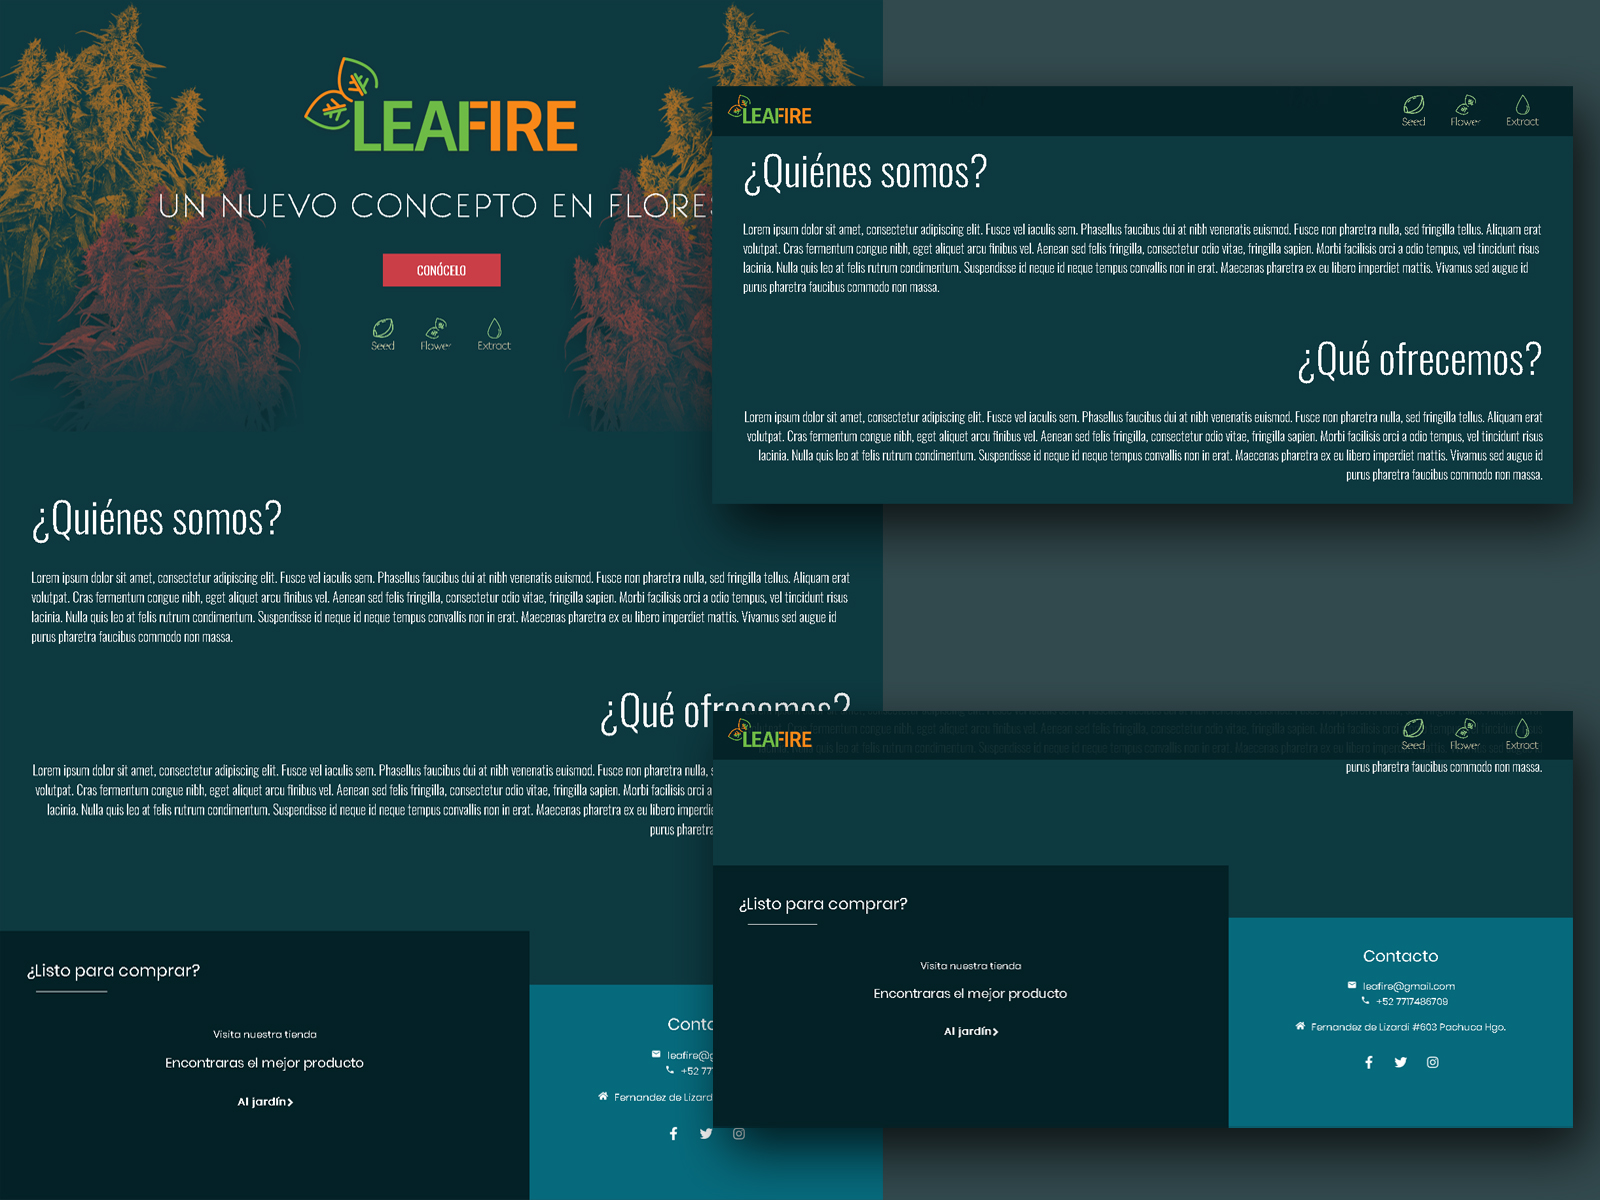 LEAFIRE
UN NUEVO CONCEPTO EN FLORES
CONÓCELO
Seed
Flower
Extract
¿Quiénes somos?
Lorem ipsum dolor sit amet, consectetur adipiscing elit. Fusce vel iaculis sem. Phasellus faucibus dui at nibh venenatis euismod. Fusce non pharetra nulla, sed fringilla tellus. Aliquam erat
volutpat. Cras fermentum congue nibh, eget aliquet arcu finibus vel. Aenean sed felis fringilla, consectetur odio vitae, fringilla sapien. Morbi facilisis orci a odio tempus, vel tincidunt risus
lacinia. Nulla quis leo at felis rutrum condimentum. Suspendisse id neque id neque tempus convallis non in erat. Maecenas pharetra ex eu libero imperdiet mattis. Vivamus sed augue id
purus pharetra faucibus commodo non massa.
¿Qué ofrecemos?
Lorem ipsum dolor sit amet, consectetur adipiscing elit. Fusce vel iaculis sem. Phasellus faucibus dui at nibh venenatis euismod. Fusce non pharetra nulla,
volutpat. Cras fermentum congue nibh, eget aliquet arcu finibus vel. Aenean sed felis fringilla, consectetur odio vitae, fringilla sapien. Morbi facilisis orci a
lacinia. Nulla quis leo at felis rutrum condimentum. Suspendisse id neque id neque tempus convallis non in erat. Maecenas pharetra ex eu libero
purus pharetra
¿Listo para comprar?
Visita nuestra tienda
Encontraras el mejor producto
Al jardín
Conta
leafire@g
+52 77
Fernandez de Lizard
LEAFIRE
Seed
Flower
Extract
¿Quiénes somos?
Lorem ipsum dolor sit amet, consectetur adipiscing elit. Fusce vel iaculis sem. Phasellus faucibus dui at nibh venenatis euismod. Fusce non pharetra nulla, sed fringilla tellus. Aliquam erat
volutpat. Cras fermentum congue nibh, eget aliquet arcu finibus vel. Aenean sed felis fringilla, consectetur odio vitae, fringilla sapien. Morbi facilisis orci a odio tempus, vel tincidunt risus
lacinia. Nulla quis leo at felis rutrum condimentum. Suspendisse id neque id neque tempus convallis non in erat. Maecenas pharetra ex eu libero imperdiet mattis. Vivamus sed augue id
purus pharetra faucibus commodo non massa.
¿Qué ofrecemos?
Lorem ipsum dolor sit amet, consectetur adipiscing elit. Fusce vel iaculis sem. Phasellus faucibus dui at nibh venenatis euismod. Fusce non pharetra nulla, sed fringilla tellus. Aliquam erat
volutpat. Cras fermentum congue nibh, eget aliquet arcu finibus vel. Aenean sed felis fringilla, consectetur odio vitae, fringilla sapien. Morbi facilisis orci a odio tempus, vel tincidunt risus
lacinia. Nulla quis leo at felis rutrum condimentum. Suspendisse id neque id neque tempus convallis non in erat. Maecenas pharetra ex eu libero imperdiet mattis. Vivamus sed augue id
purus pharetra faucibus commodo non massa.
LEAFIRE
Seed
Flower
Extract
purus pharetra faucibus commodo non massa.
¿Listo para comprar?
Visita nuestra tienda
Encontraras el mejor producto
Al jardín
Contacto
leafire@gmail.com
+52 7717486709
Fernandez de Lizardi #603 Pachuca Hgo.